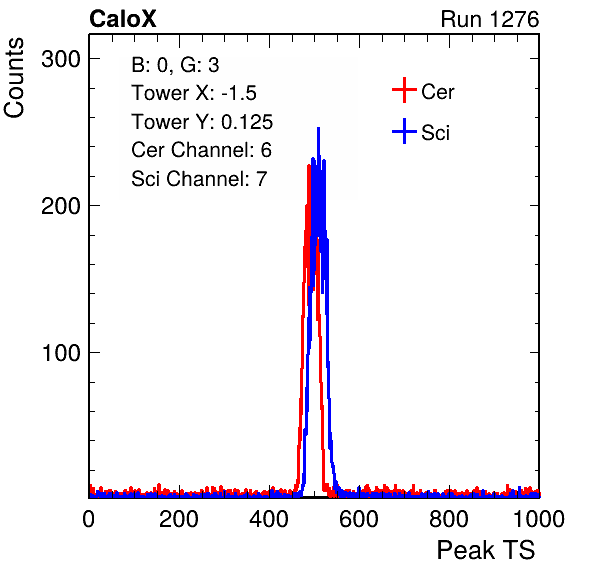 CaloX Run 1276
Counts
300
200
100
B: 0, G: 3
Tower X: -1.5
Tower Y: 0.125
Cer Channel: 6
Sci Channel: 7
Cer
Sci
0 200 400 600 800 1000
Peak TS